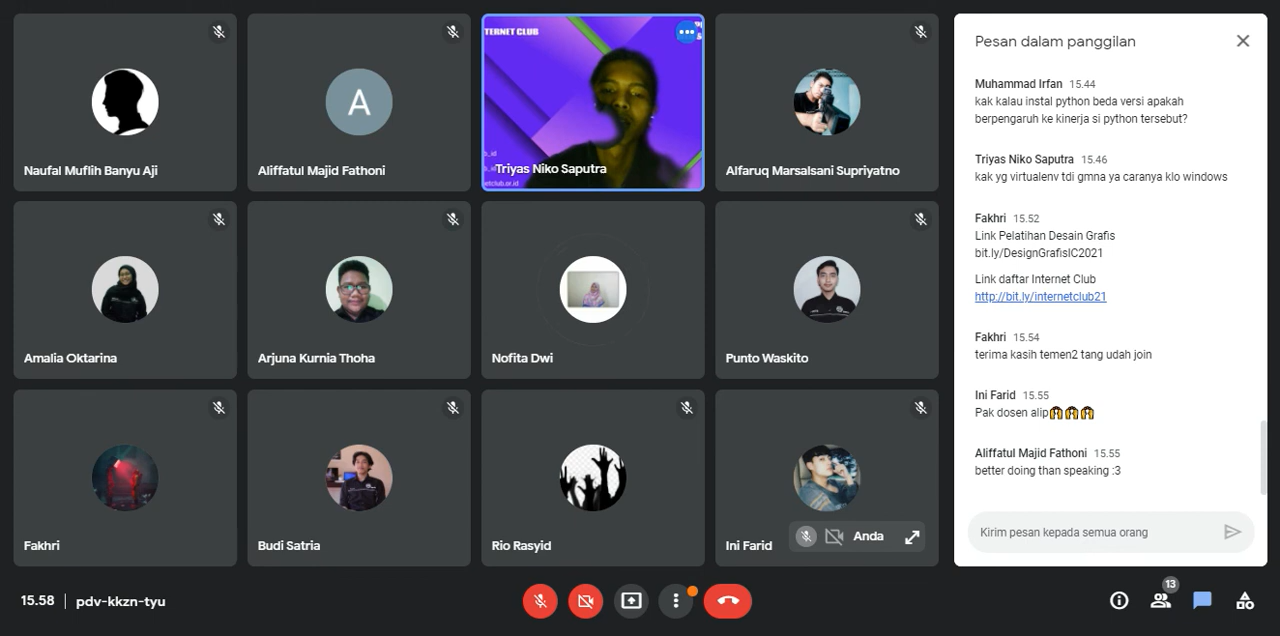 Naufal Muflih Banyu Aji
A
Aliffatul Majid Fathoni
TERNET CLUB
Triyas Niko Saputra
Alfaruq Marsalsani Supriyatno
Amalia Oktarina
Arjuna Kurnia Thoha
Nofita Dwi
Punto Waskito
Fakhri
Budi Satria
Rio Rasyid
Ini Farid
Anda
Pesan dalam panggilan
Muhammad Irfan 15.44
kak kalau instal python beda versi apakah
berpengaruh ke kinerja si python tersebut?
Triyas Niko Saputra 15.46
kak yg virtualenv tdi gmna ya caranya klo windows
Fakhri 15.52
Link Pelatihan Desain Grafis
bit.ly/DesignGrafisIC2021
Link daftar Internet Club
http://bit.ly/internetclub21
Fakhri 15.54
terima kasih temen2 tang udah join
Ini Farid 15.55
Pak dosen alip
Aliffatul Majid Fathoni 15.55
better doing than speaking :3
Kirim pesan kepada semua orang
15.58
pdv-kkzn-tyu
13